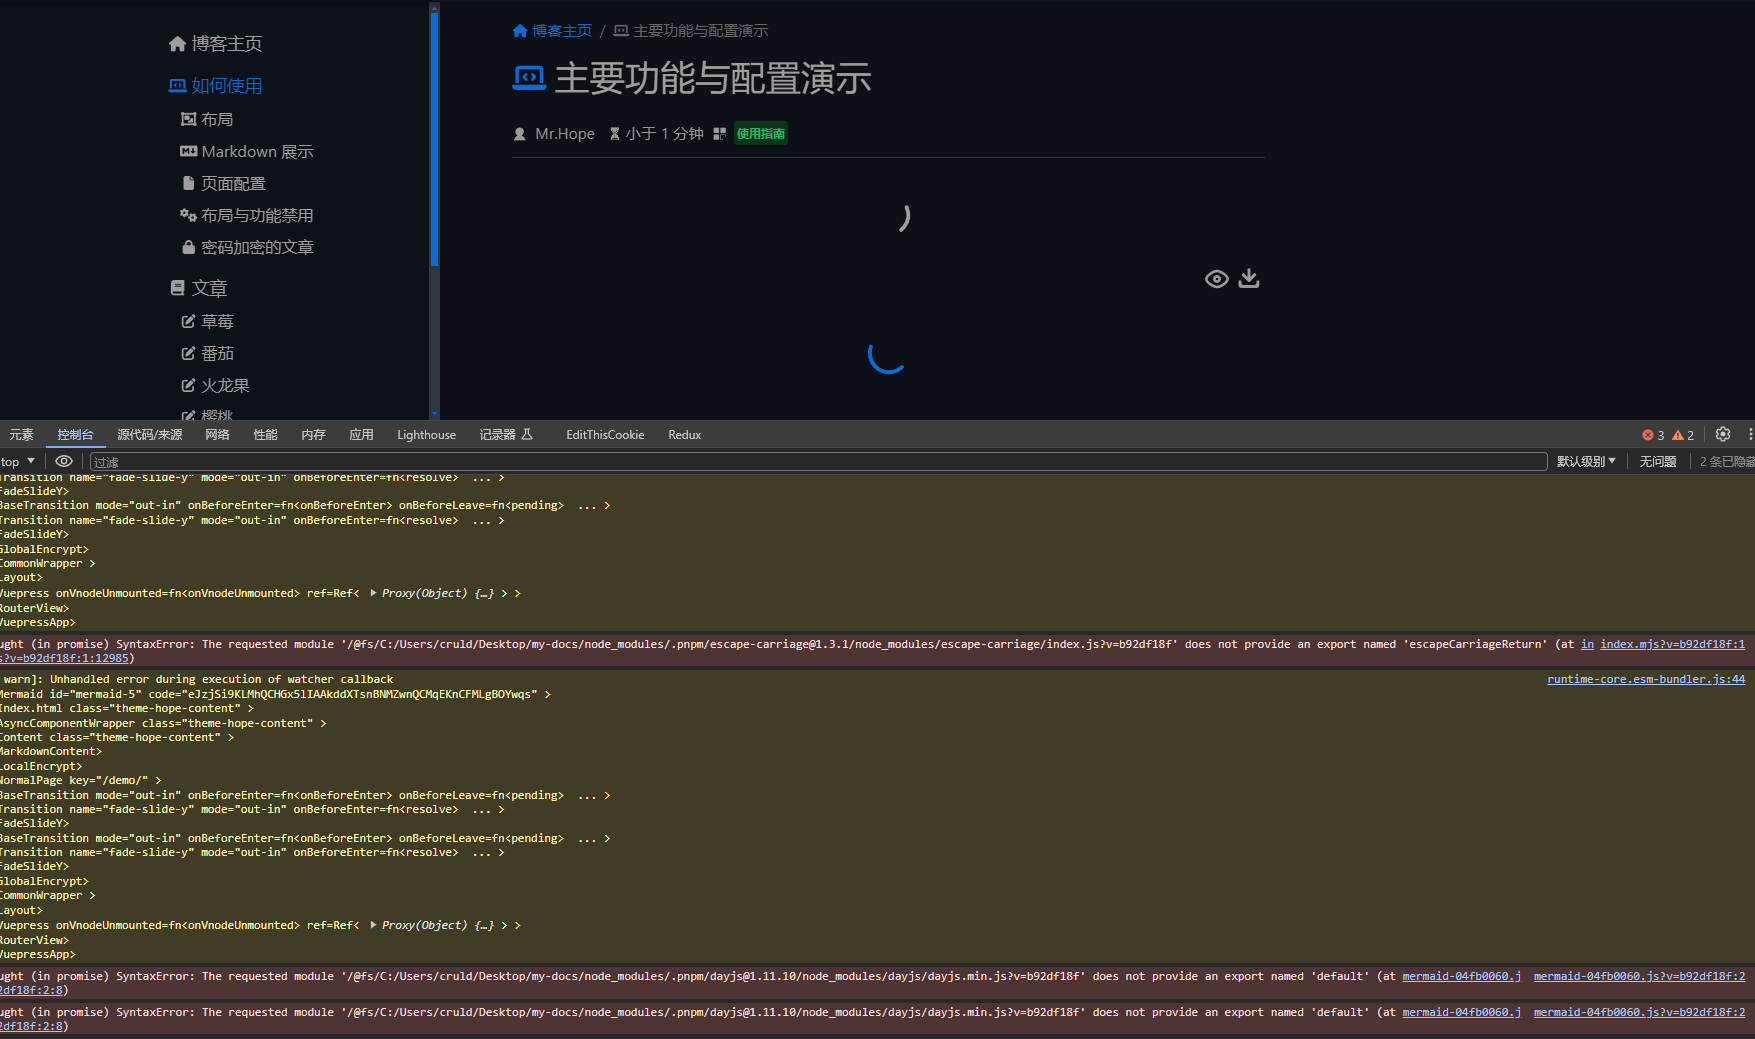 博客主页
如何使用
布局
Markdown 展示
页面配置
布局与功能禁用
密码加密的文章
文章
草莓
番茄
火龙果
樱桃
博客主页 / 主要功能与配置演示
主要功能与配置演示
Mr.Hope 小于 1 分钟 使用指南
元素 控制台 源代码/来源 网络 性能 内存 应用 Lighthouse 记录器 EditThisCookie Redux 3 2
top 过滤 默认级别 无问题 2 条已隐藏
Transition name="fade-slide-y" mode="out-in" onBeforeEnter=fn<resolve> ... >
FadeSlideY>
BaseTransition mode="out-in" onBeforeEnter=fn<onBeforeEnter> onBeforeLeave=fn<pending> ... >
Transition name="fade-slide-y" mode="out-in" onBeforeEnter=fn<resolve> ... >
FadeSlideY>
GlobalEncrypt>
CommonWrapper >
Layout>
Vuepress onVnodeUnmounted=fn<onVnodeUnmounted> ref=Ref< Proxy(Object) {…} > >
RouterView>
VuepressApp>
ught (in promise) SyntaxError: The requested module '/@fs/C:/Users/cruld/Desktop/my-docs/node_modules/.pnpm/escape-carriage@1.3.1/node_modules/escape-carriage/index.js?v=b92df18f' does not provide an export named 'escapeCarriageReturn' (at in index.mjs?v=b92df18f:1
s?v=b92df18f:1:12985)
warn]: Unhandled error during execution of watcher callback runtime-core.esm-bundler.js:44
Mermaid id="mermaid-5" code="eJzjSi9KLMhQCHGx5lIAAkddXTsnBNMZwnQCMqEKnCFMLgBOYwqs" >
Index.html class="theme-hope-content" >
AsyncComponentWrapper class="theme-hope-content" >
Content class="theme-hope-content" >
MarkdownContent>
LocalEncrypt>
NormalPage key="/demo/" >
BaseTransition mode="out-in" onBeforeEnter=fn<onBeforeEnter> onBeforeLeave=fn<pending> ... >
Transition name="fade-slide-y" mode="out-in" onBeforeEnter=fn<resolve> ... >
FadeSlideY>
BaseTransition mode="out-in" onBeforeEnter=fn<onBeforeEnter> onBeforeLeave=fn<pending> ... >
Transition name="fade-slide-y" mode="out-in" onBeforeEnter=fn<resolve> ... >
FadeSlideY>
GlobalEncrypt>
CommonWrapper >
Layout>
Vuepress onVnodeUnmounted=fn<onVnodeUnmounted> ref=Ref< Proxy(Object) {…} > >
RouterView>
VuepressApp>
ught (in promise) SyntaxError: The requested module '/@fs/C:/Users/cruld/Desktop/my-docs/node_modules/.pnpm/dayjs@1.11.10/node_modules/dayjs/dayjs.min.js?v=b92df18f' does not provide an export named 'default' (at mermaid-04fb0060.j mermaid-04fb0060.js?v=b92df18f:2
2df18f:2:8)
ught (in promise) SyntaxError: The requested module '/@fs/C:/Users/cruld/Desktop/my-docs/node_modules/.pnpm/dayjs@1.11.10/node_modules/dayjs/dayjs.min.js?v=b92df18f' does not provide an export named 'default' (at mermaid-04fb0060.j mermaid-04fb0060.js?v=b92df18f:2
2df18f:2:8)